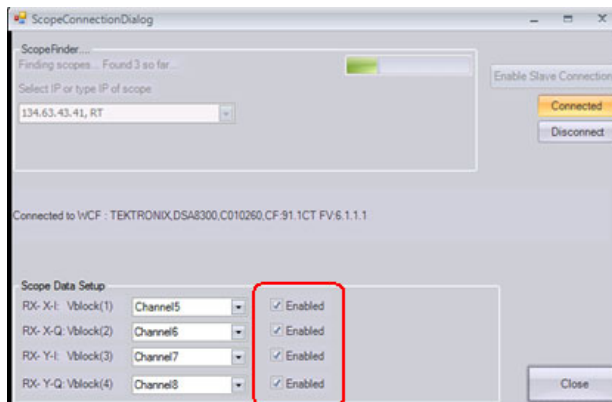 ScopeConnectionDialog
ScopeFinder....
Finding scopes... Found 3 so far...
Select IP or type IP of scope
134.63.43.41, RT
Enable Slave Connection
Connected
Disconnect
Connected to WCF : TEKTRONIX,DSA8300,C010260,CF:91.1CT FV:6.1.1.1
Scope Data Setup
RX- X-I: Vblock(1) Channel5 Enabled
RX- X-Q: Vblock(2) Channel6 Enabled
RX- Y-I: Vblock(3) Channel7 Enabled
RX- Y-Q: Vblock(4) Channel8 Enabled
Close